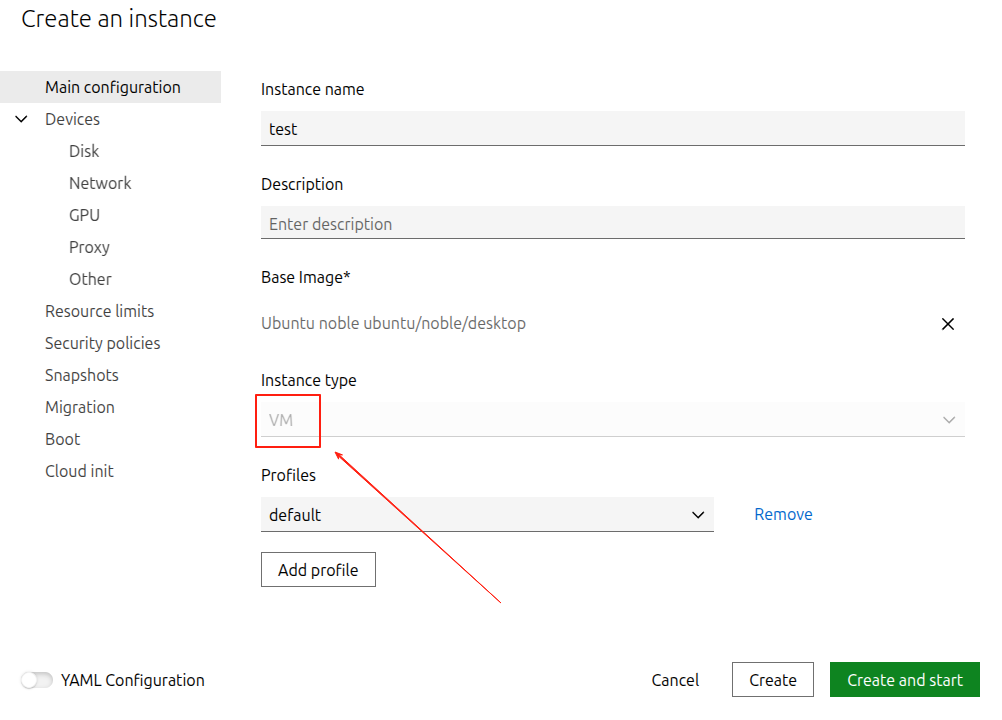 Create an instance
Main configuration
Devices
Disk
Network
GPU
Proxy
Other
Resource limits
Security policies
Snapshots
Migration
Boot
Cloud init
Instance name
test
Description
Enter description
Base Image*
Ubuntu noble ubuntu/noble/desktop
Instance type
VM
Profiles
default
Remove
Add profile
YAML Configuration
Cancel
Create
Create and start